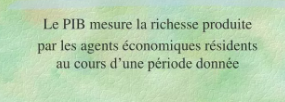 Le PIB mesure la richesse produite
par les agents économiques résidents
au cours d'une période donnée